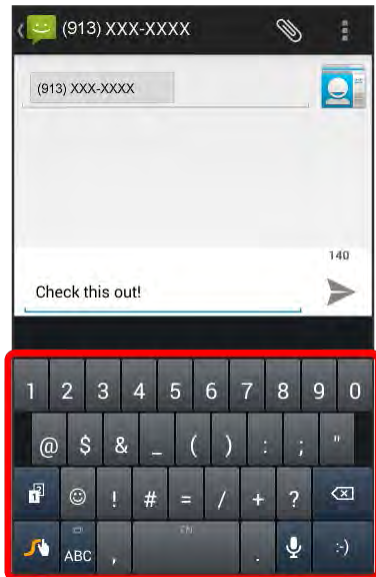 (913) XXX-XXXX
(913) XXX-XXXX
140
Check this out!
1 2 3 4 5 6 7 8 9 0
@ $ & _ ( ) : ; "
! # = / + ?
EN
ABC , . :-)